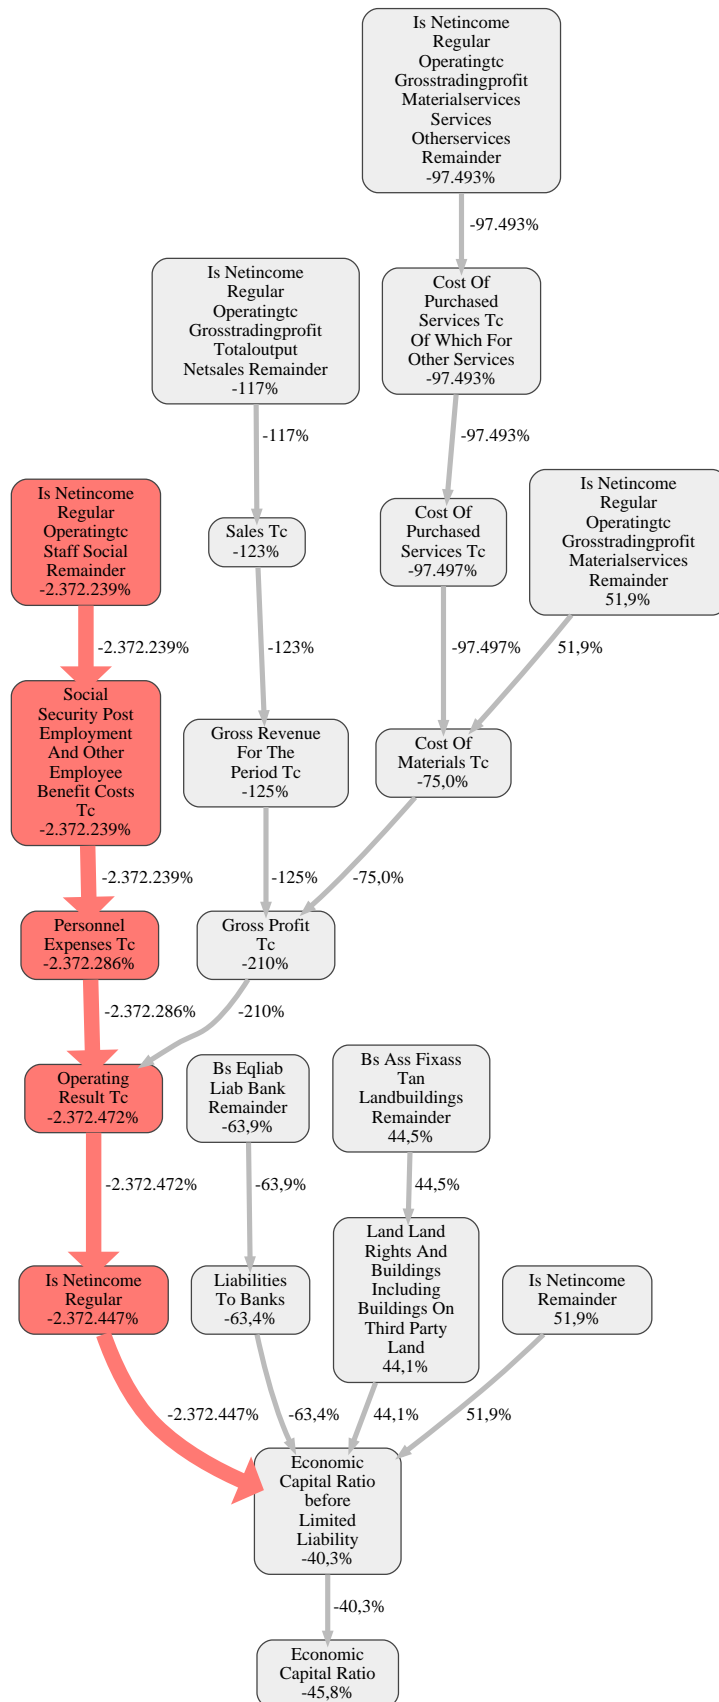 Is Netincome
Regular
Operatingtc
Grosstradingprofit
Materialservices
Services
Otherservices
Remainder
-97.493%
-97.493%
Is Netincome
Regular
Operatingtc
Grosstradingprofit
Totaloutput
Netsales Remainder
-117%
Cost Of
Purchased
Services Tc
Of Which For
Other Services
-97.493%
-117%
-97.493%
Is Netincome
Regular
Operatingtc
Staff Social
Remainder
-2.372.239%
Sales Tc
-123%
Cost Of
Purchased
Services Tc
-97.497%
Is Netincome
Regular
Operatingtc
Grosstradingprofit
Materialservices
Remainder
51,9%
-2.372.239%
-123%
-97.497%
51,9%
Social
Security Post
Employment
And Other
Employee
Benefit Costs
Tc
-2.372.239%
Gross Revenue
For The
Period Tc
-125%
Cost Of
Materials Tc
-75,0%
-2.372.239%
-125%
-75,0%
Personnel
Expenses Tc
-2.372.286%
Gross Profit
Tc
-210%
-2.372.286%
-210%
Operating
Result Tc
-2.372.472%
Bs Eqliab
Liab Bank
Remainder
-63,9%
Bs Ass Fixass
Tan
Landbuildings
Remainder
44,5%
-2.372.472%
-63,9%
44,5%
Is Netincome
Regular
-2.372.447%
Liabilities
To Banks
-63,4%
Land Land
Rights And
Buildings
Including
Buildings On
Third Party
Land
44,1%
Is Netincome
Remainder
51,9%
-2.372.447%
-63,4%
44,1%
51,9%
Economic
Capital Ratio
before
Limited
Liability
-40,3%
-40,3%
Economic
Capital Ratio
-45,8%